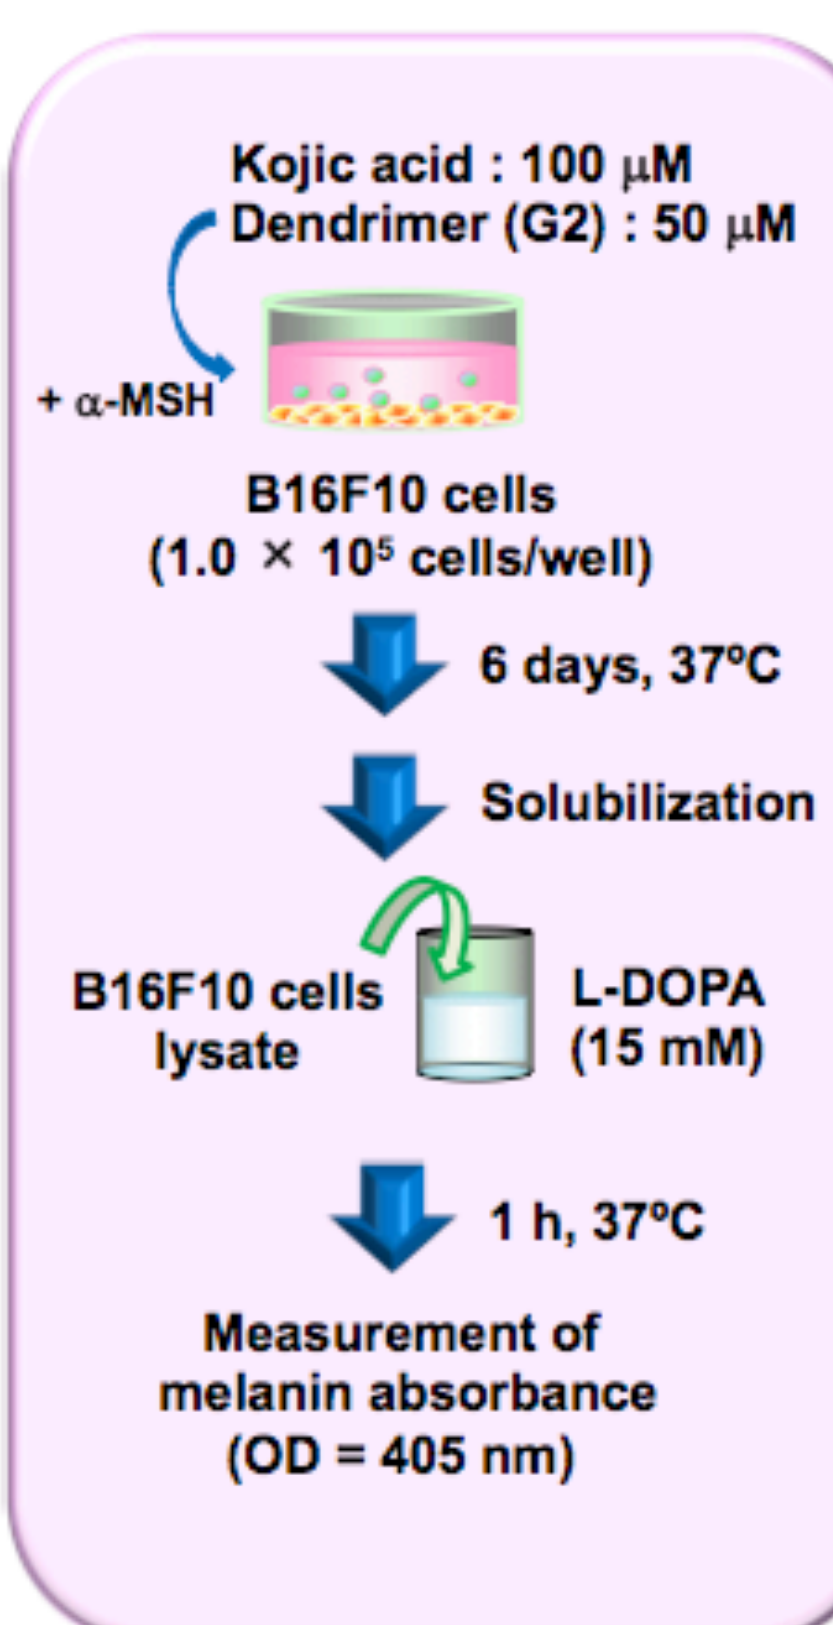 Kojic acid : 100 μM
Dendrimer (G2) : 50 μM
+ α-MSH
B16F10 cells
(1.0 × 10⁵ cells/well)
6 days, 37ºC
Solubilization
B16F10 cells
lysate
L-DOPA
(15 mM)
1 h, 37ºC
Measurement of
melanin absorbance
(OD = 405 nm)